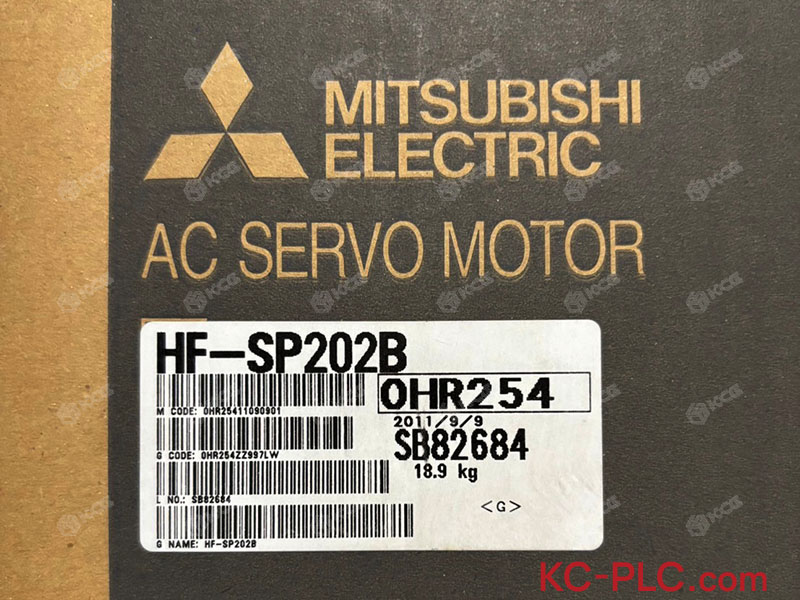 MITSUBISHI
ELECTRIC
AC SERVO MOTOR
HF-SP202B
0HR254
M CODE: 0HR25411090901
2011/9/9
SB82684
G CODE: 0HR254ZZ997LW
18.9 kg
L NO.: SB82684
<G>
G NAME: HF-SP202B
KC-PLC.com